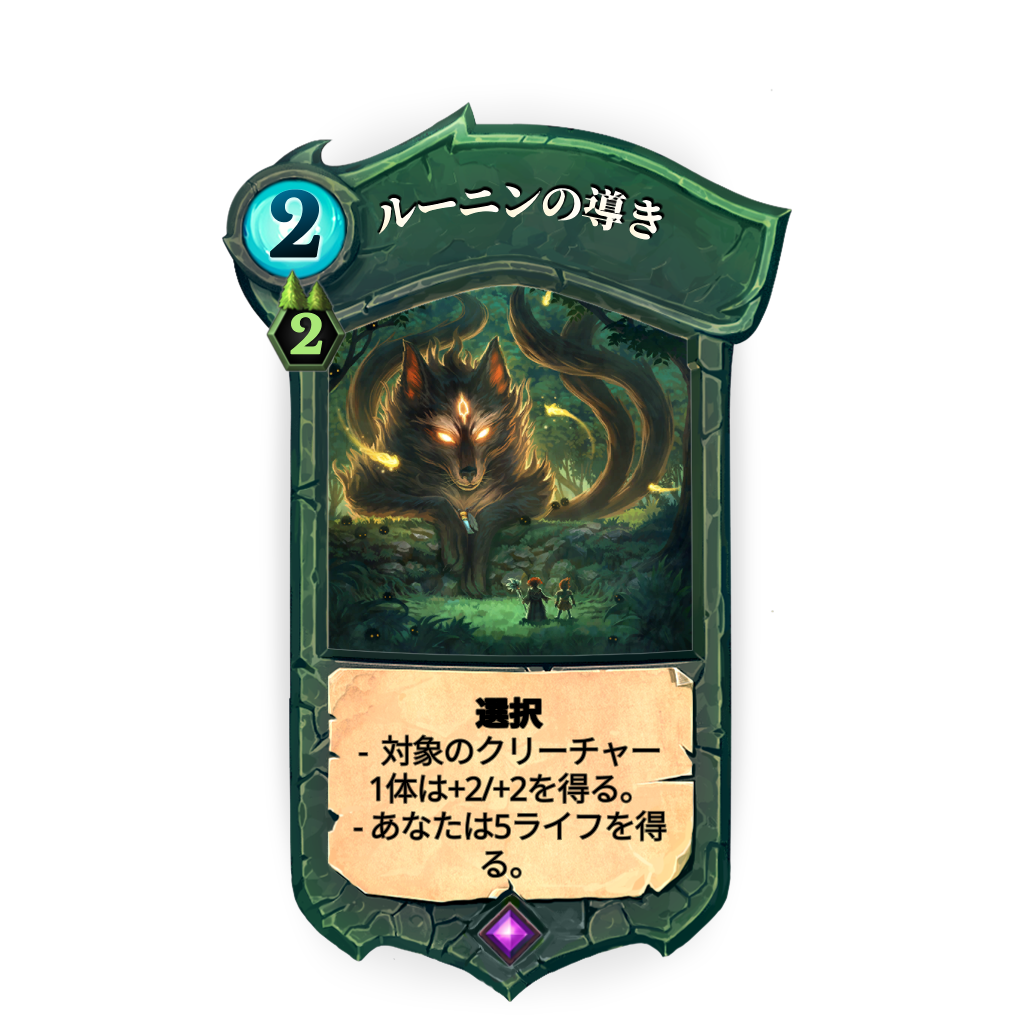 2
ルーニンの導き
2
選択
- 対象のクリーチャー
1体は+2/+2を得る。
- あなたは5ライフを得
る。